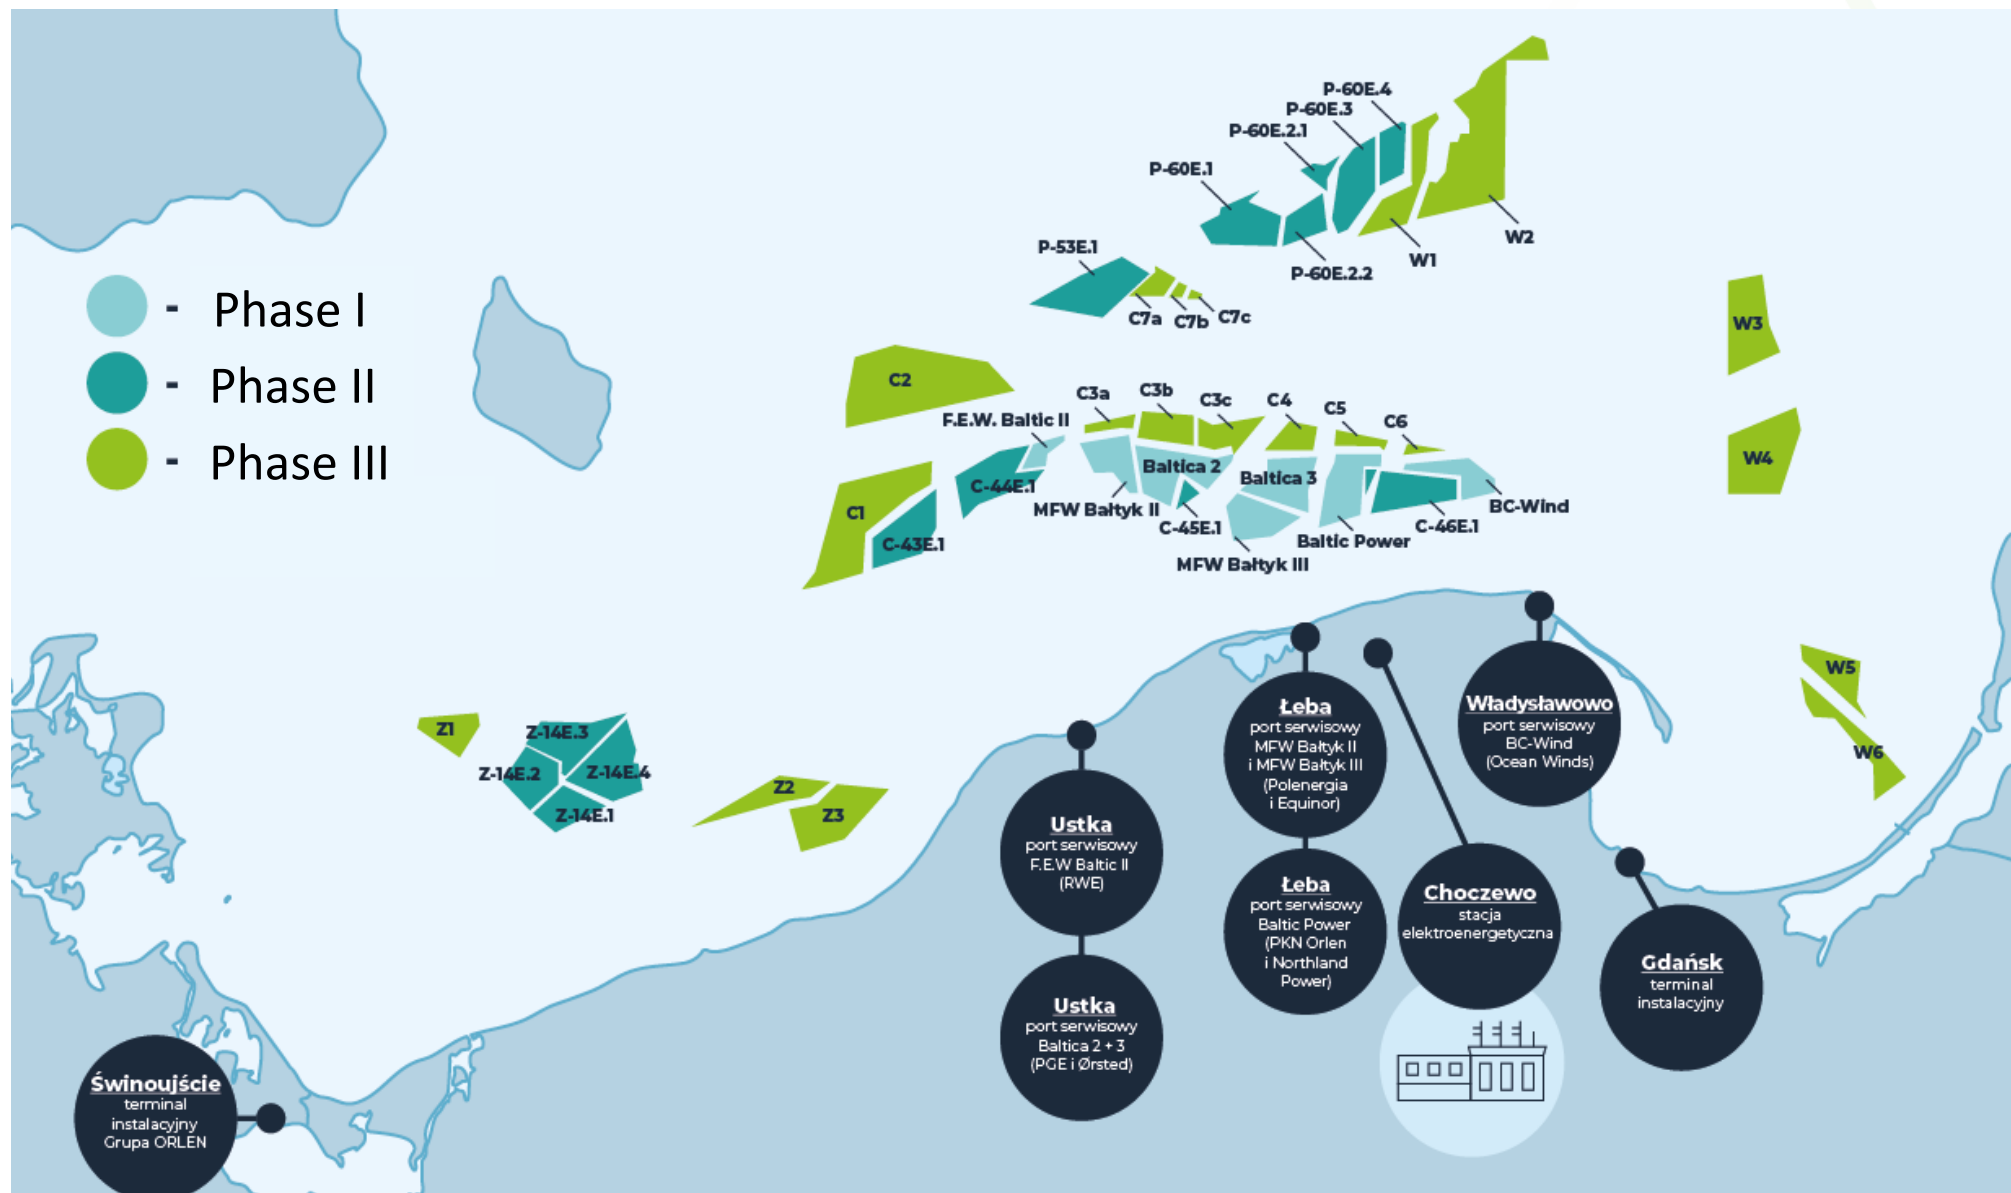 - Phase I
- Phase II
- Phase III
P-60E.4
P-60E.3
P-60E.2.1
P-60E.1
P-60E.2.2
W1
W2
P-53E.1
C7a
C7b
C7c
W3
W4
C2
C3a
C3b
C3c
C4
C5
C6
F.E.W. Baltic II
Baltica 2
Baltica 3
C-44E.1
MFW Bałtyk II
C-45E.1
BC-Wind
C-46E.1
Baltic Power
MFW Bałtyk III
C1
C-43E.1
W5
W6
Z1
Z-14E.3
Z-14E.2
Z-14E.4
Z-14E.1
Z2
Z3
Ustka
port serwisowy
F.E.W Baltic II
(RWE)
Ustka
port serwisowy
Baltica 2 + 3
(PGE i Ørsted)
Łeba
port serwisowy
MFW Bałtyk II
i MFW Bałtyk III
(Polenergia
i Equinor)
Łeba
port serwisowy
Baltic Power
(PKN Orlen
i Northland
Power)
Władysławowo
port serwisowy
BC-Wind
(Ocean Winds)
Choczewo
stacja
elektroenergetyczna
Gdańsk
terminal
instalacyjny
Świnoujście
terminal
instalacyjny
Grupa ORLEN